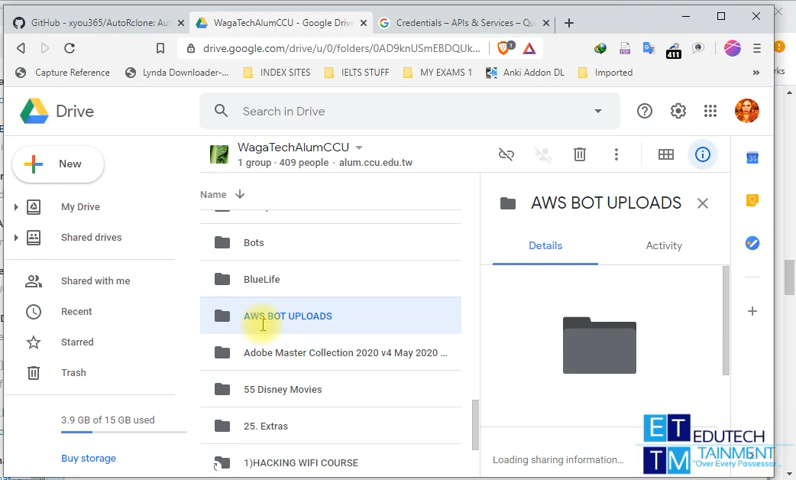 GitHub - xyou365/AutoRclone: Au
WagaTechAlumCCU - Google Drive
Credentials – APIs & Services – Qu
drive.google.com/drive/u/0/folders/0AD9knUSmEBDQUk...
1
411
Capture Reference
Lynda Downloader-...
INDEX SITES
IELTS STUFF
MY EXAMS 1
Anki Addon DL
Imported
Drive
Search in Drive
New
WagaTechAlumCCU
1 group · 409 people · alum.ccu.edu.tw
My Drive
Shared drives
Shared with me
Recent
Starred
Trash
3.9 GB of 15 GB used
Buy storage
Name
Bots
BlueLife
AWS BOT UPLOADS
Adobe Master Collection 2020 v4 May 2020 ...
55 Disney Movies
25. Extras
1)HACKING WIFI COURSE
AWS BOT UPLOADS
Details
Activity
Loading sharing information...
31
ET
TM
EDUTECH
TAINMENT
"Over Every Possessor..."